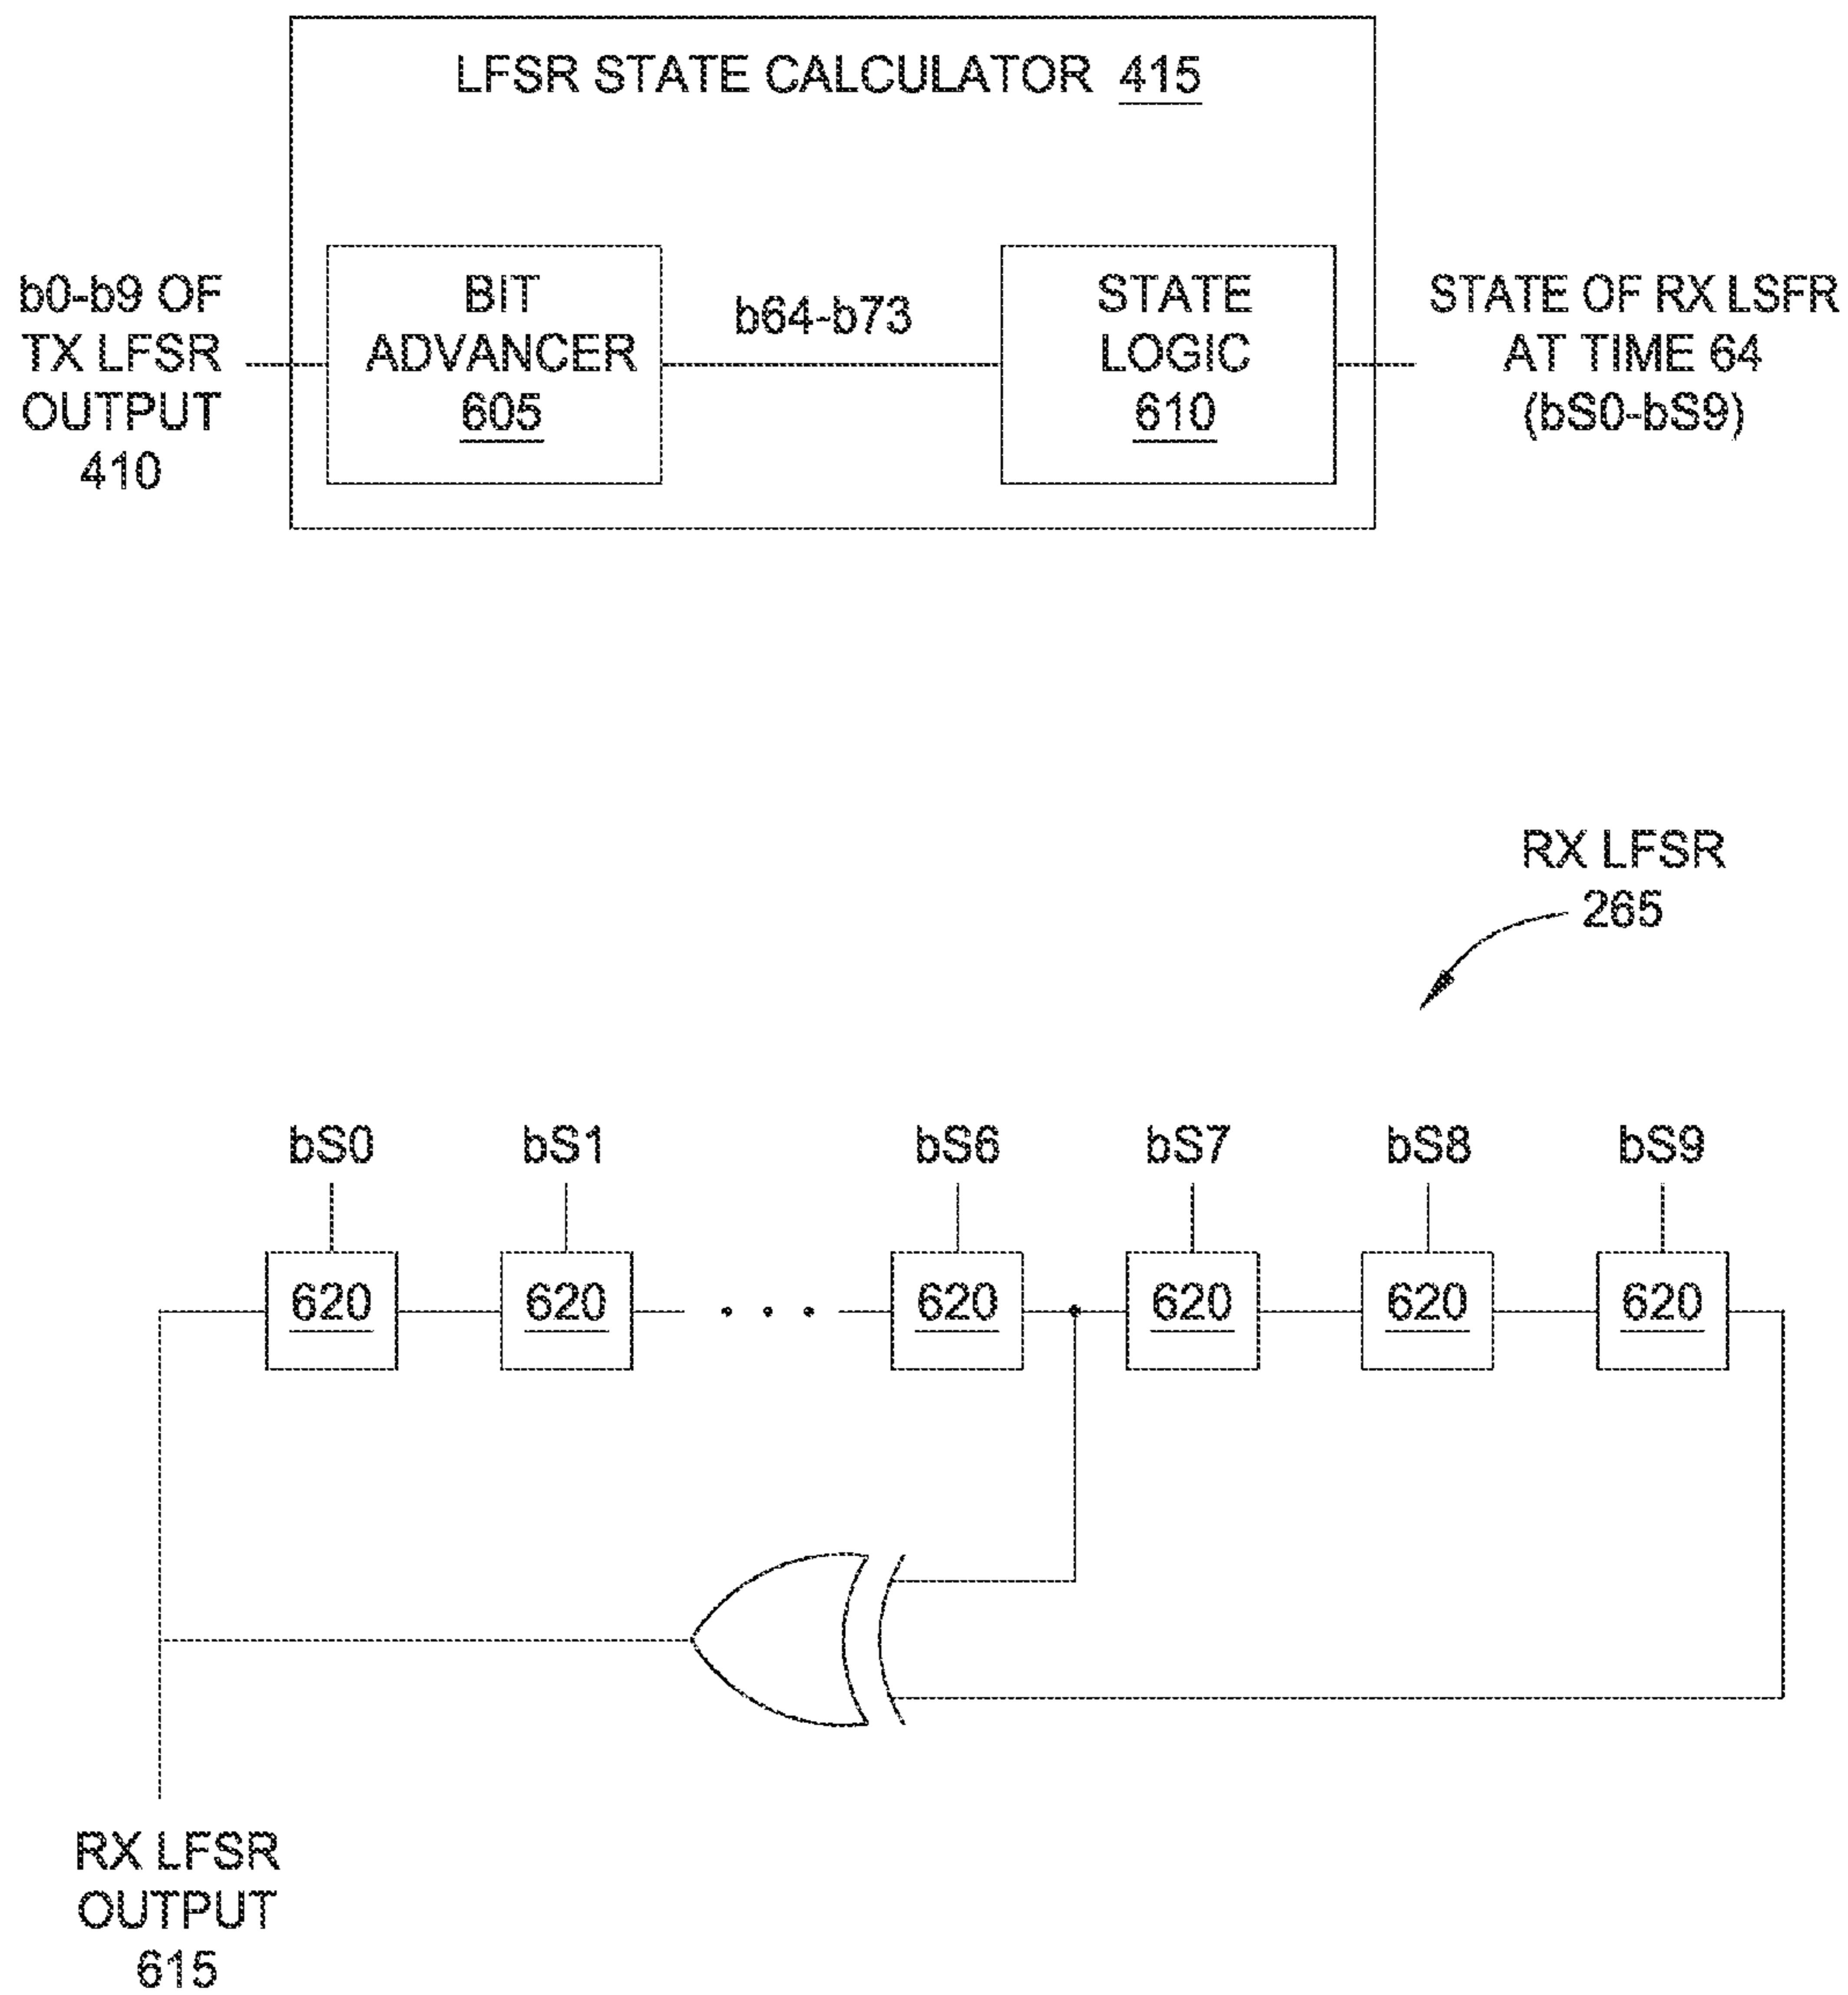 LFSR STATE CALCULATOR 415
b0-b9 OF
TX LFSR
OUTPUT
410
BIT
ADVANCER
605
b64-b73
STATE
LOGIC
610
STATE OF RX LSFR
AT TIME 64
(bS0-bS9)
RX LFSR
265
bS0
bS1
bS6
bS7
bS8
bS9
620
620
620
620
620
620
RX LFSR
OUTPUT
615